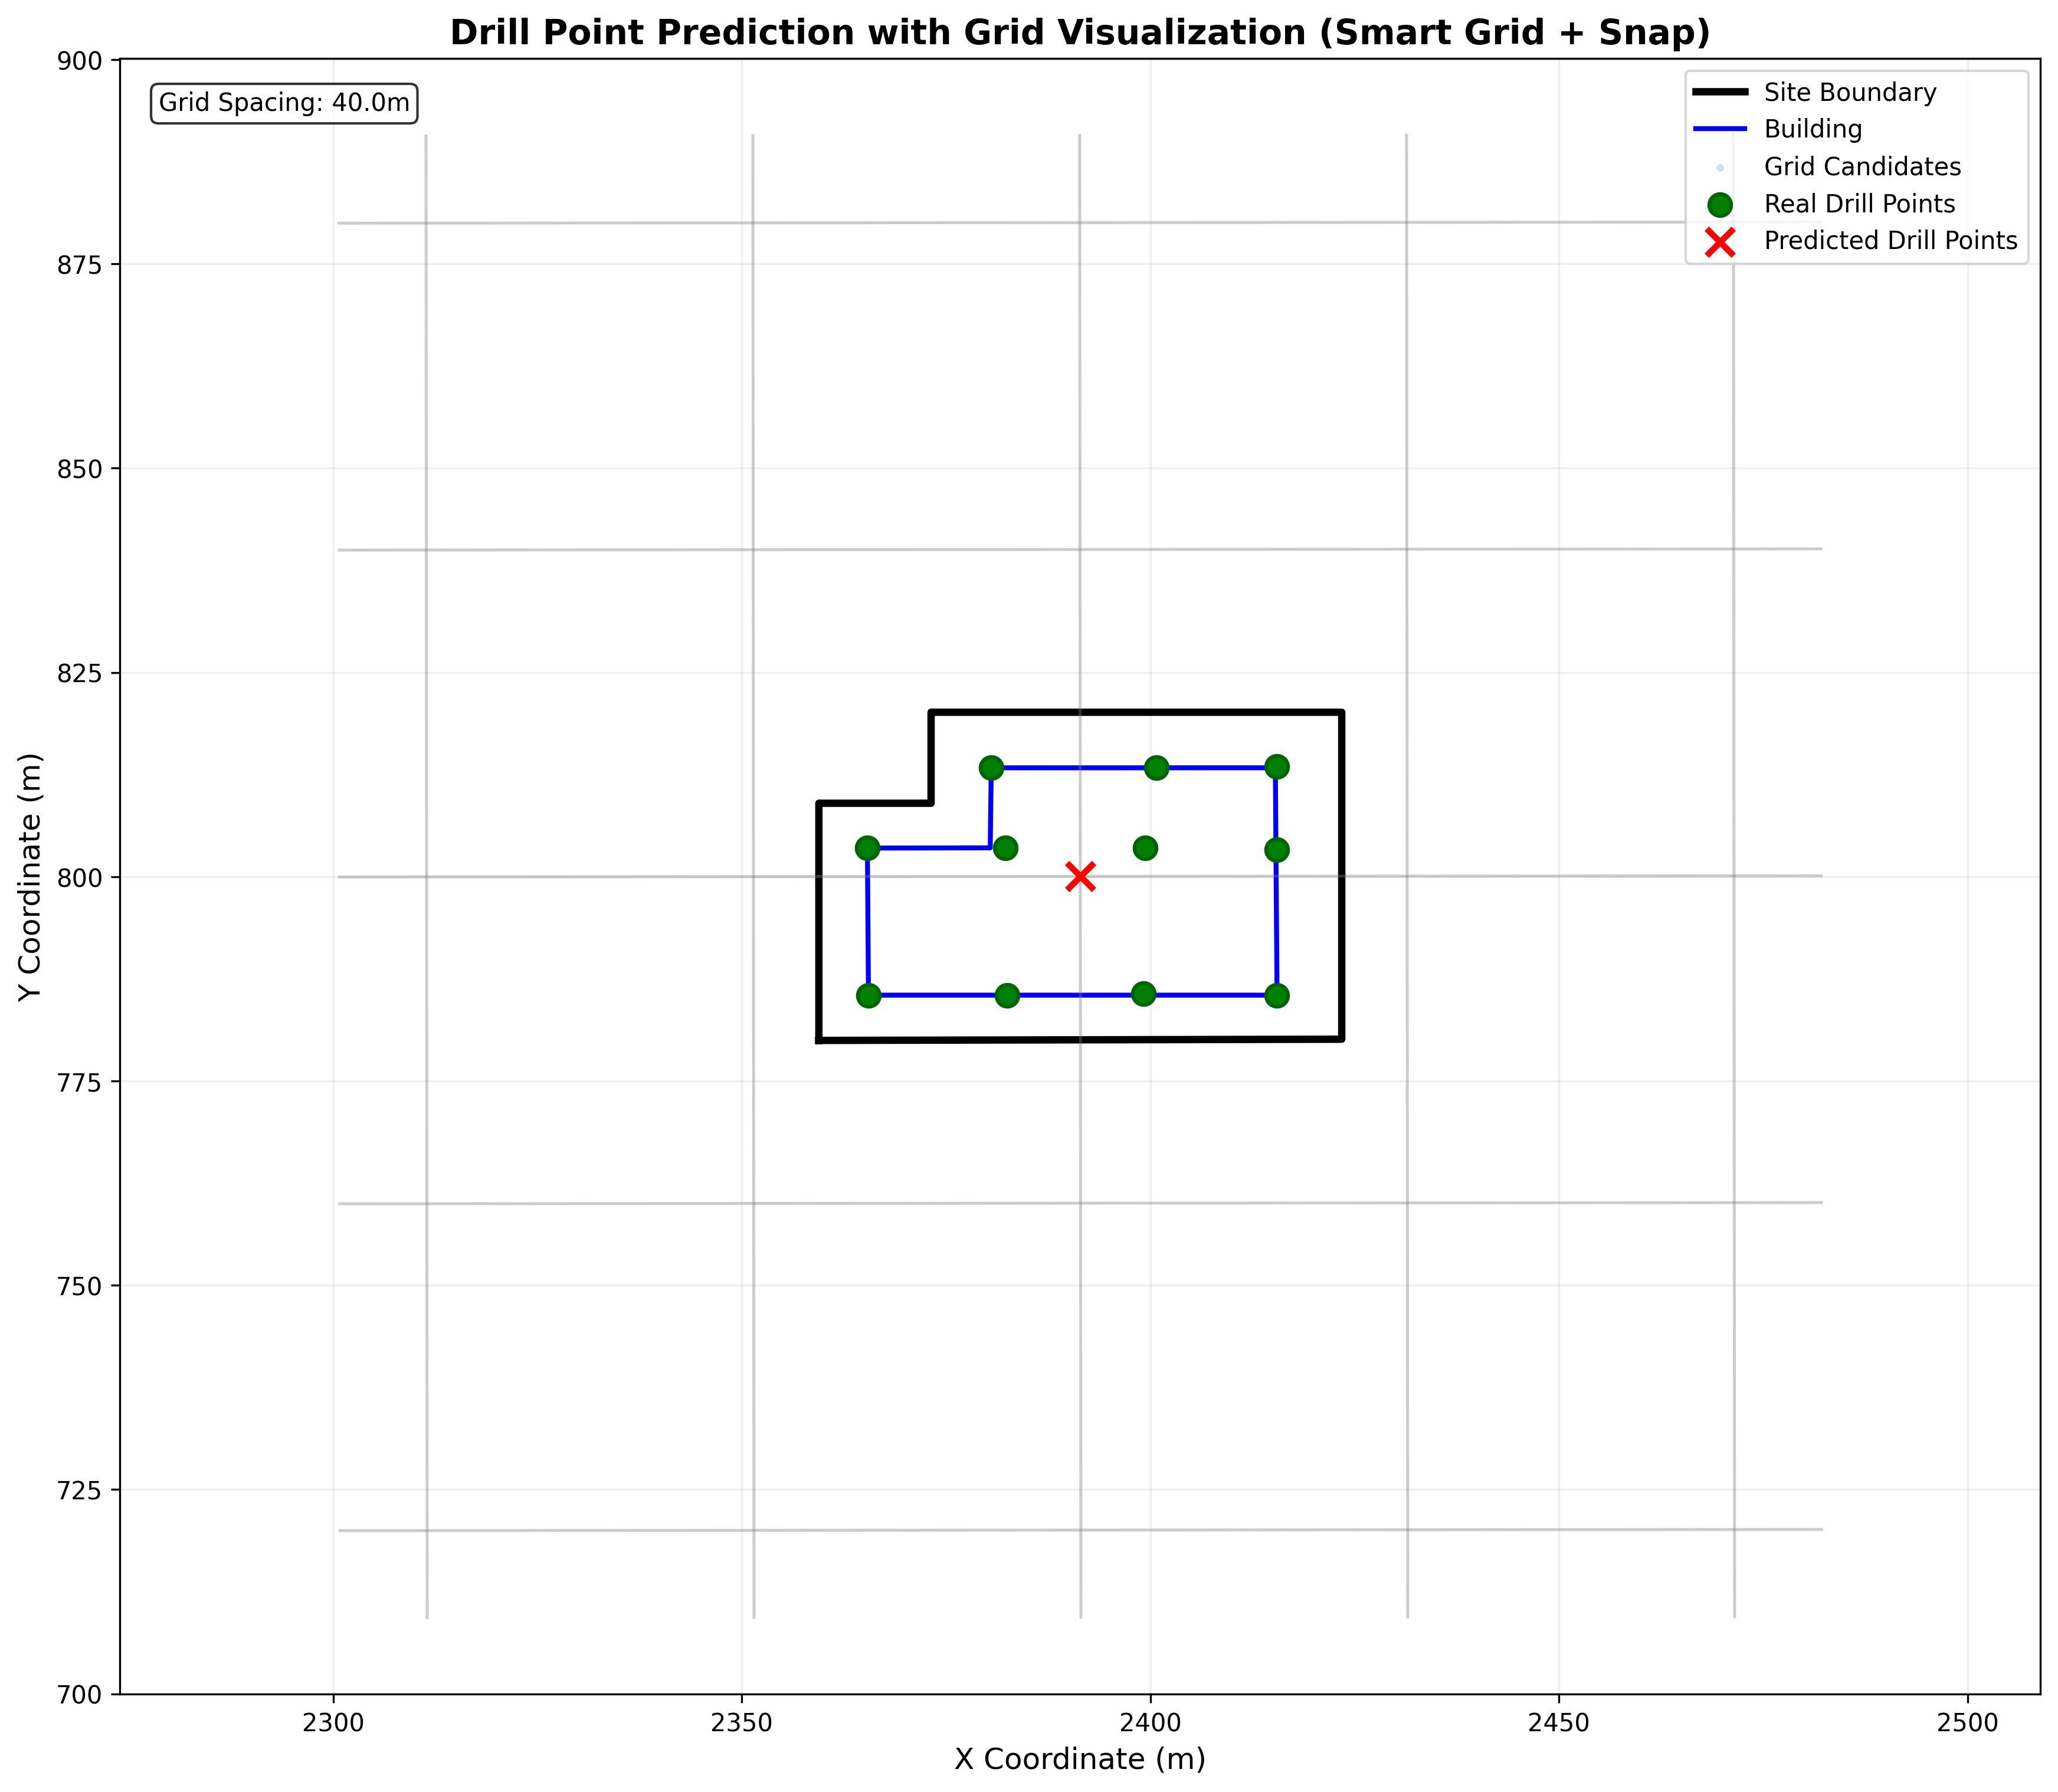 Drill Point Prediction with Grid Visualization (Smart Grid + Snap)
Grid Spacing: 40.0m
Site Boundary
Building
Grid Candidates
Real Drill Points
Predicted Drill Points
900
875
850
825
800
775
750
725
700
Y Coordinate (m)
2300
2350
2400
2450
2500
X Coordinate (m)